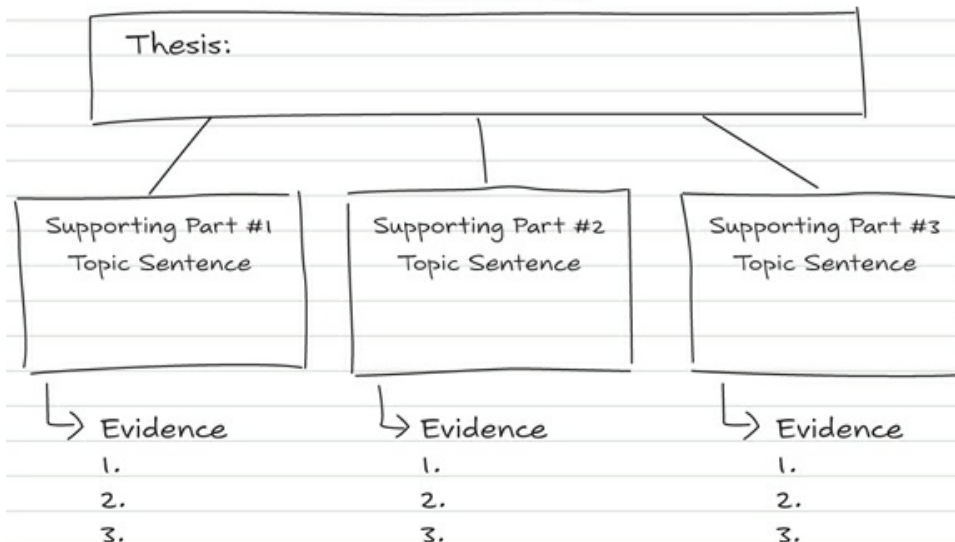 Thesis:
Supporting Part #1
Topic Sentence
Supporting Part #2
Topic Sentence
Supporting Part #3
Topic Sentence
Evidence
1.
2.
3.
Evidence
1.
2.
3.
Evidence
1.
2.
3.